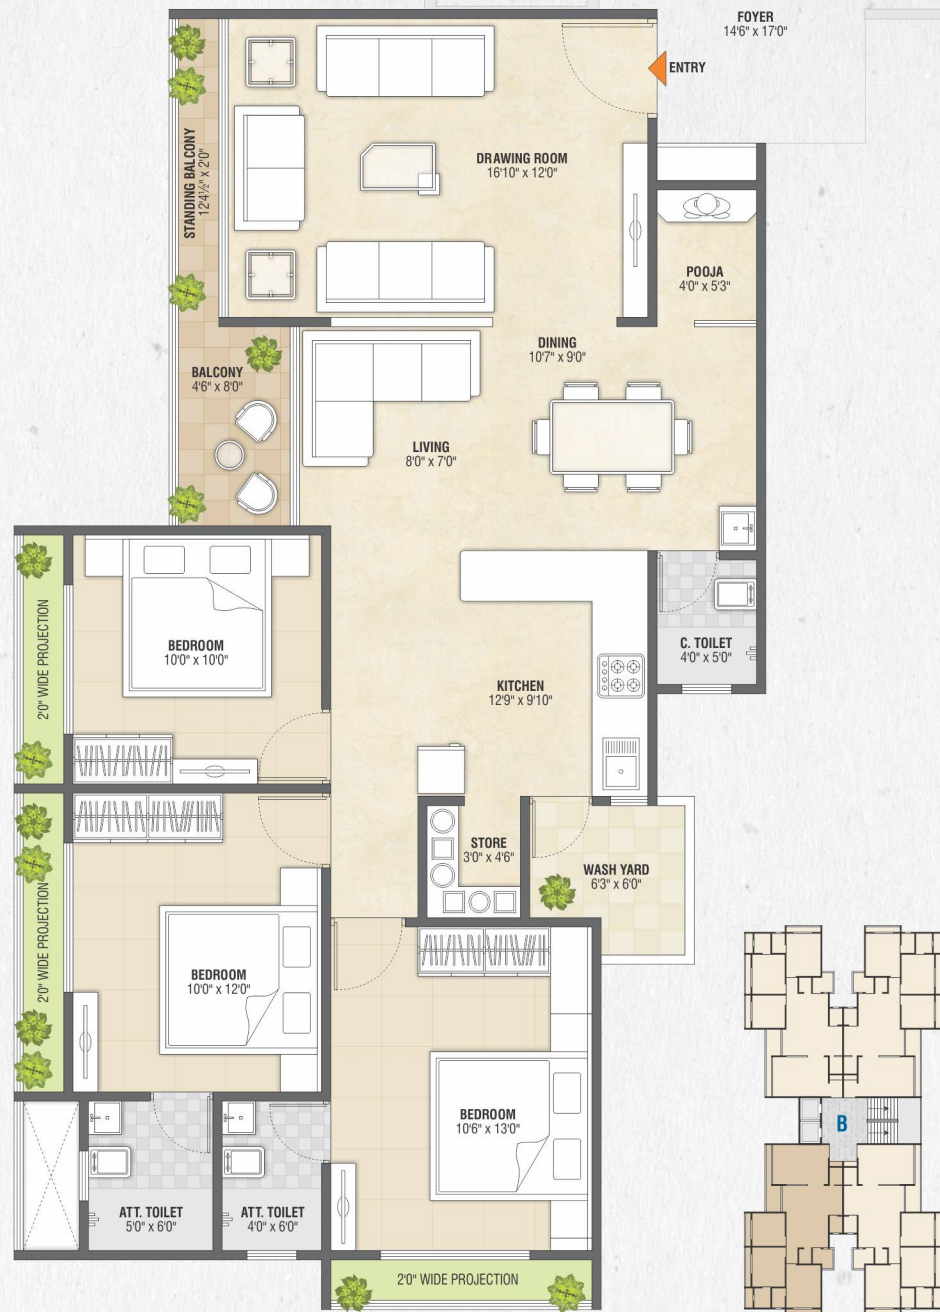 FOYER
14'6" x 17'0"
ENTRY
DRAWING ROOM
16'10" x 12'0"
STANDING BALCONY
12'4½" x 2'0"
POOJA
4'0" x 5'3"
DINING
10'7" x 9'0"
BALCONY
4'6" x 8'0"
LIVING
8'0" x 7'0"
BEDROOM
10'0" x 10'0"
2'0" WIDE PROJECTION
C. TOILET
4'0" x 5'0"
KITCHEN
12'9" x 9'10"
STORE
3'0" x 4'6"
WASH YARD
6'3" x 6'0"
2'0" WIDE PROJECTION
BEDROOM
10'0" x 12'0"
BEDROOM
10'6" x 13'0"
B
ATT. TOILET
5'0" x 6'0"
ATT. TOILET
4'0" x 6'0"
2'0" WIDE PROJECTION